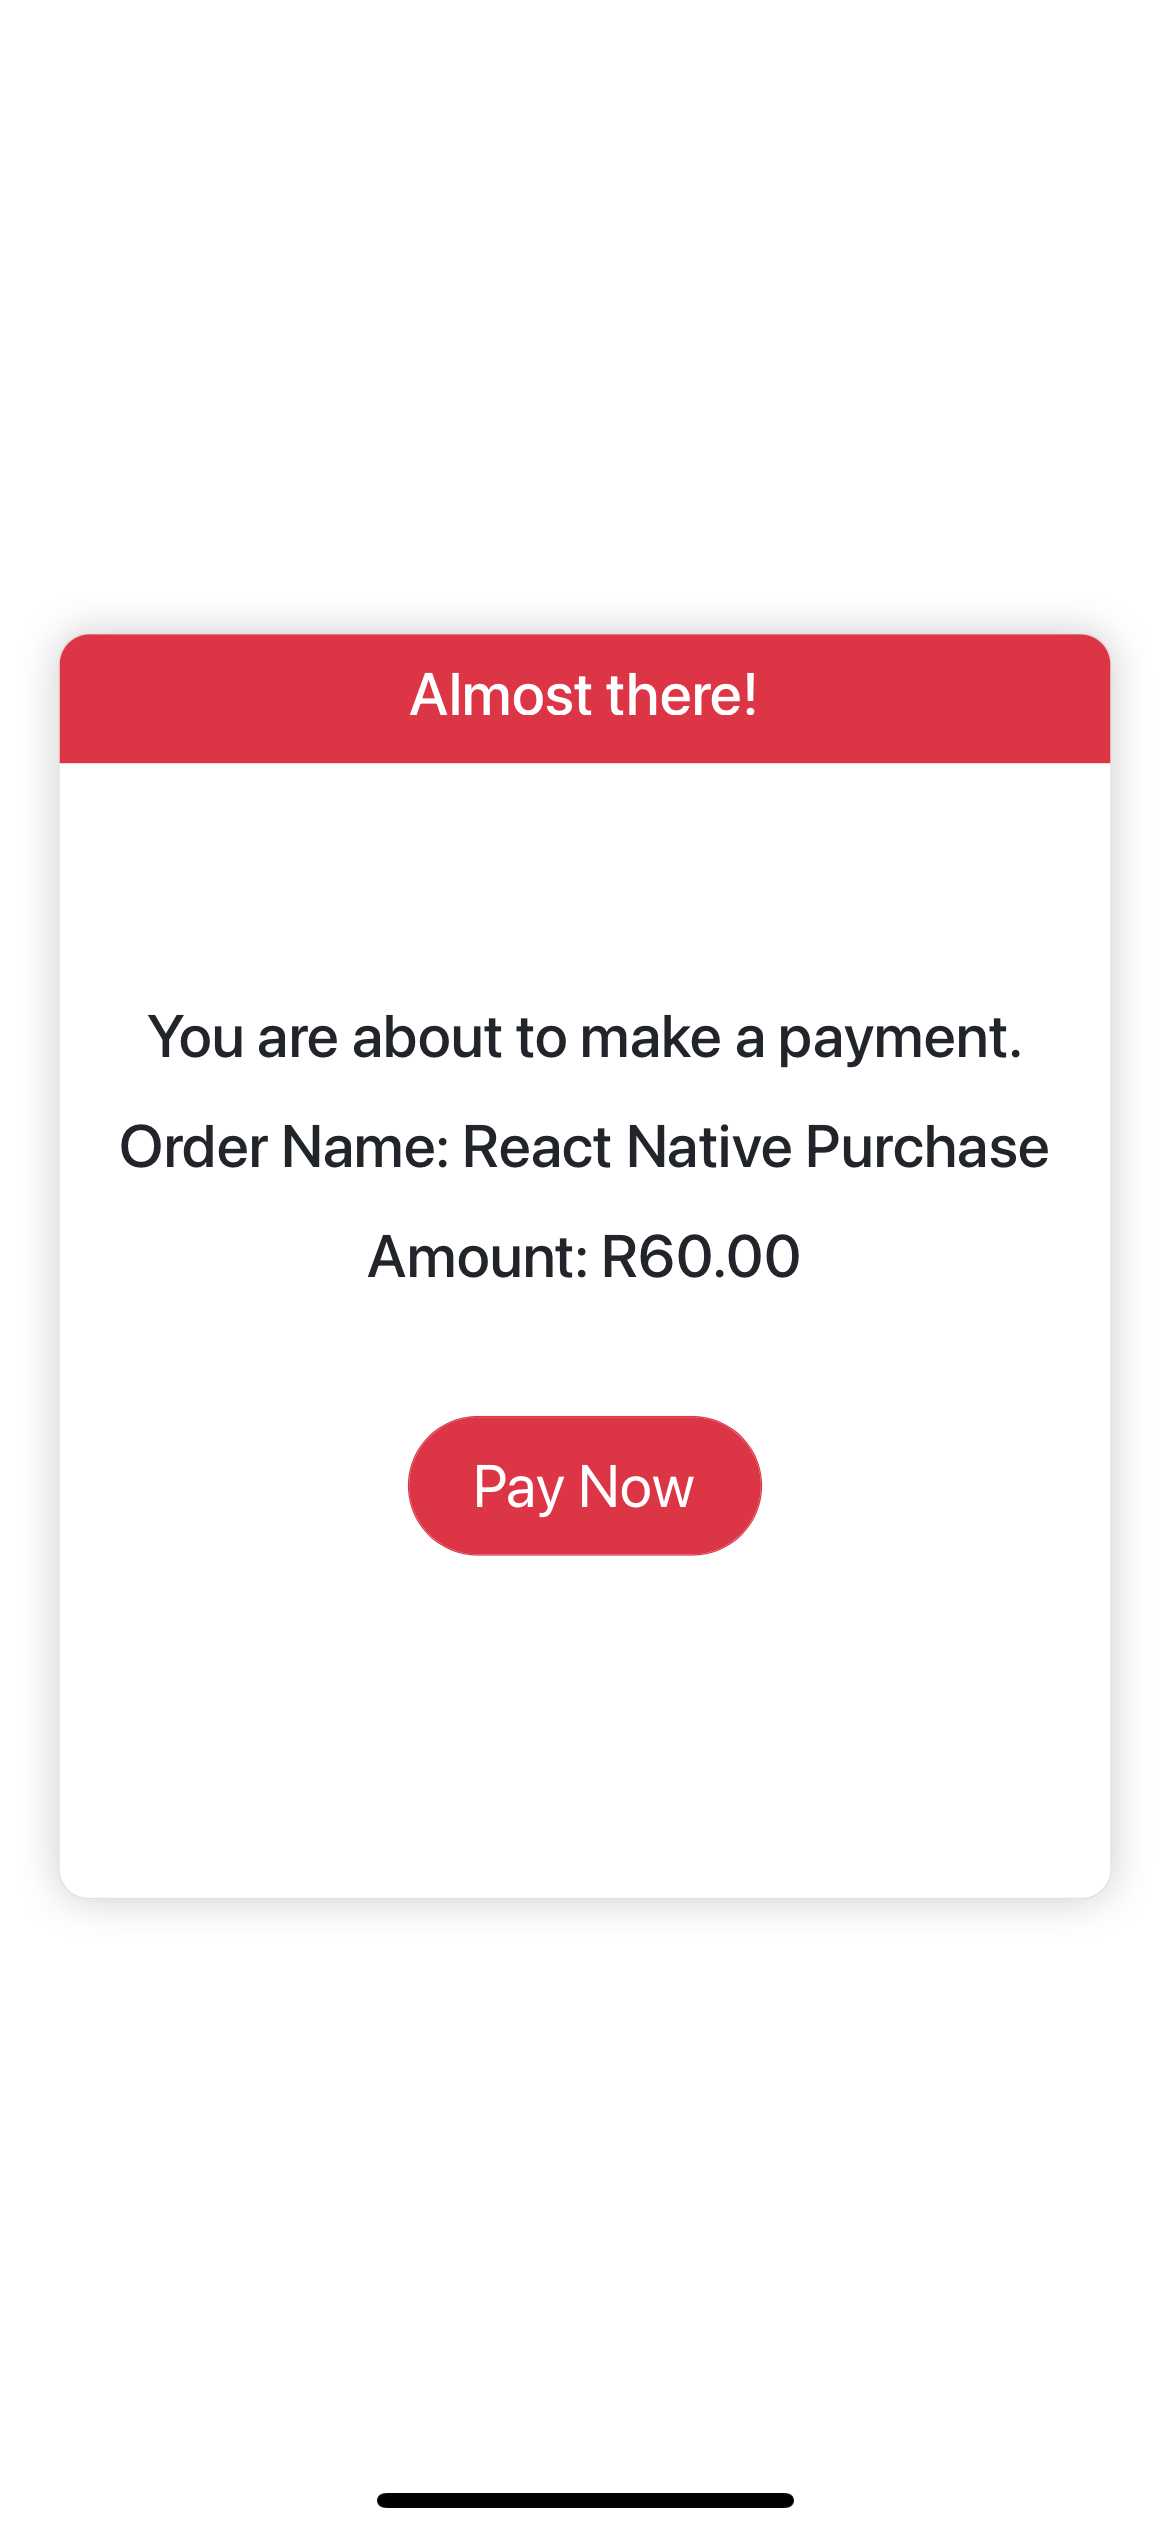 Almost there!
You are about to make a payment.
Order Name: React Native Purchase
Amount: R60.00
Pay Now